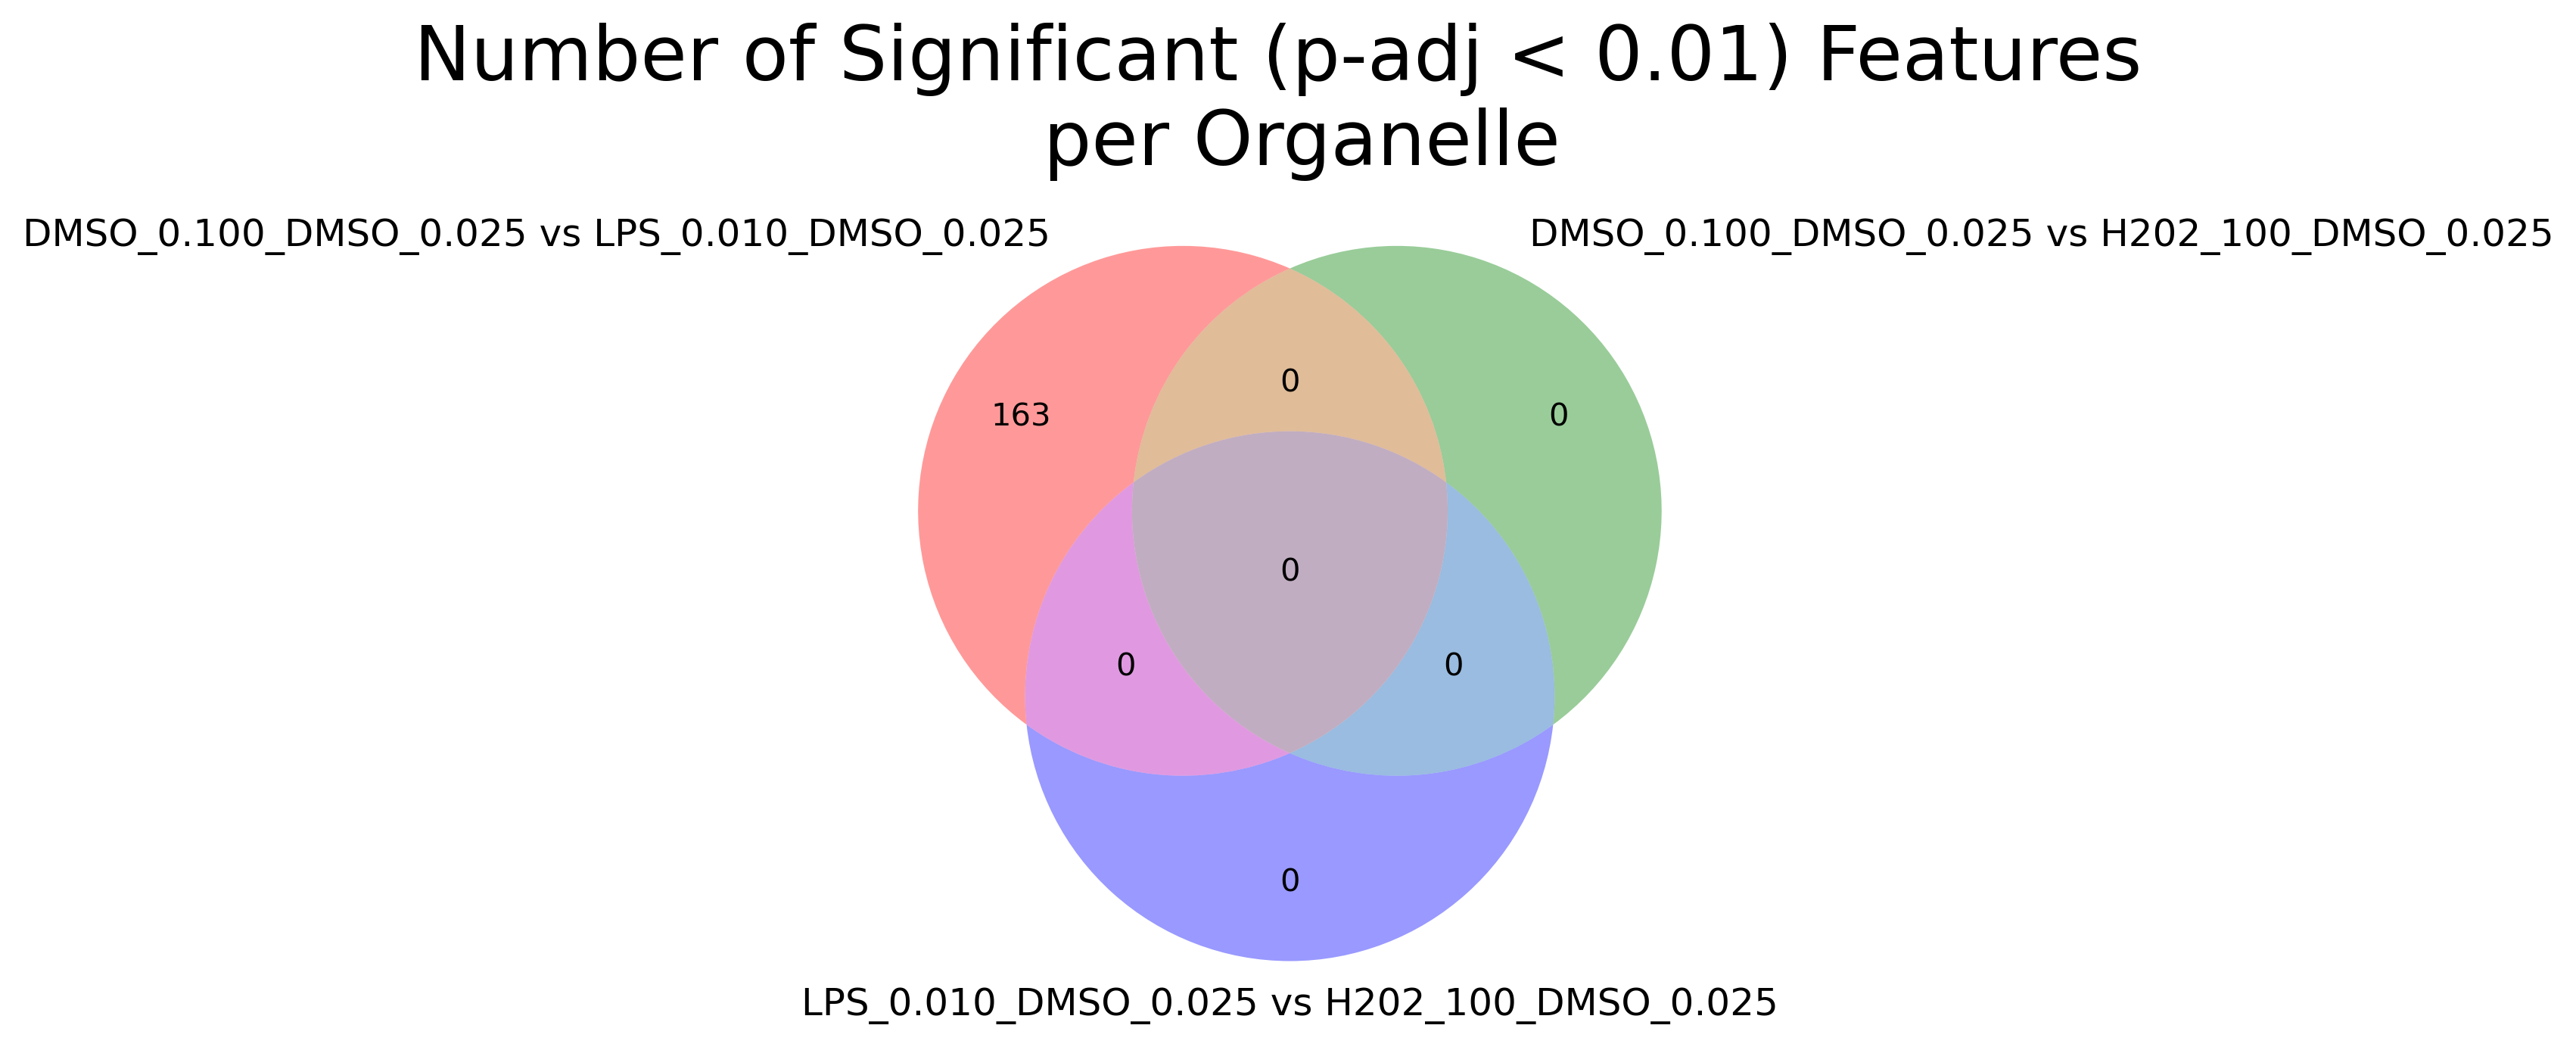 Number of Significant (p-adj < 0.01) Features
per Organelle
DMSO_0.100_DMSO_0.025 vs LPS_0.010_DMSO_0.025
DMSO_0.100_DMSO_0.025 vs H202_100_DMSO_0.025
0
163
0
0
0
0
0
LPS_0.010_DMSO_0.025 vs H202_100_DMSO_0.025